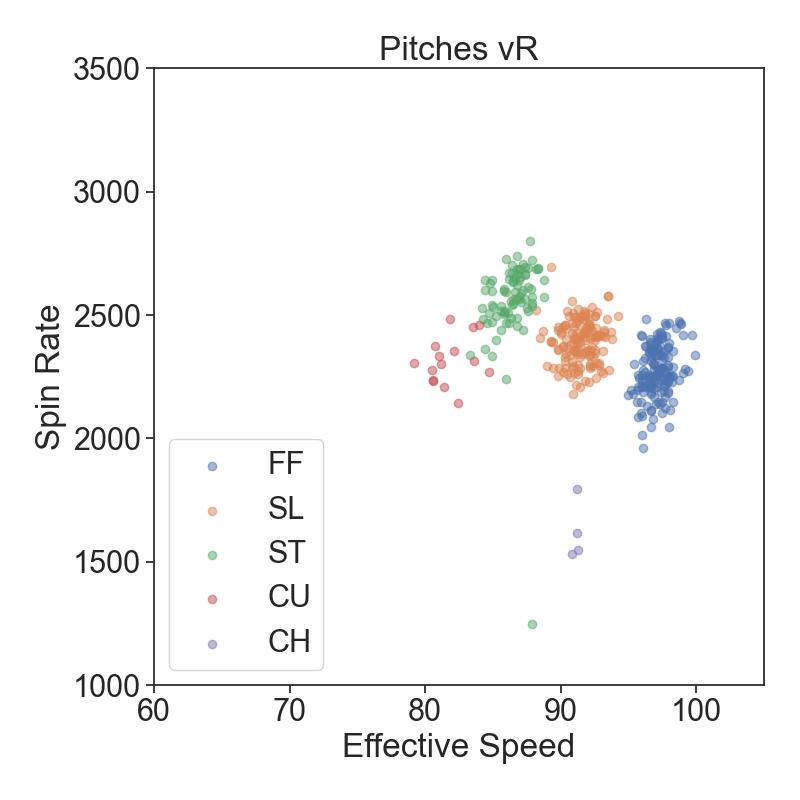 Pitches vR
3500
3000
2500
2000
1500
1000
Spin Rate
FF
SL
ST
CU
CH
60 70 80 90 100
Effective Speed